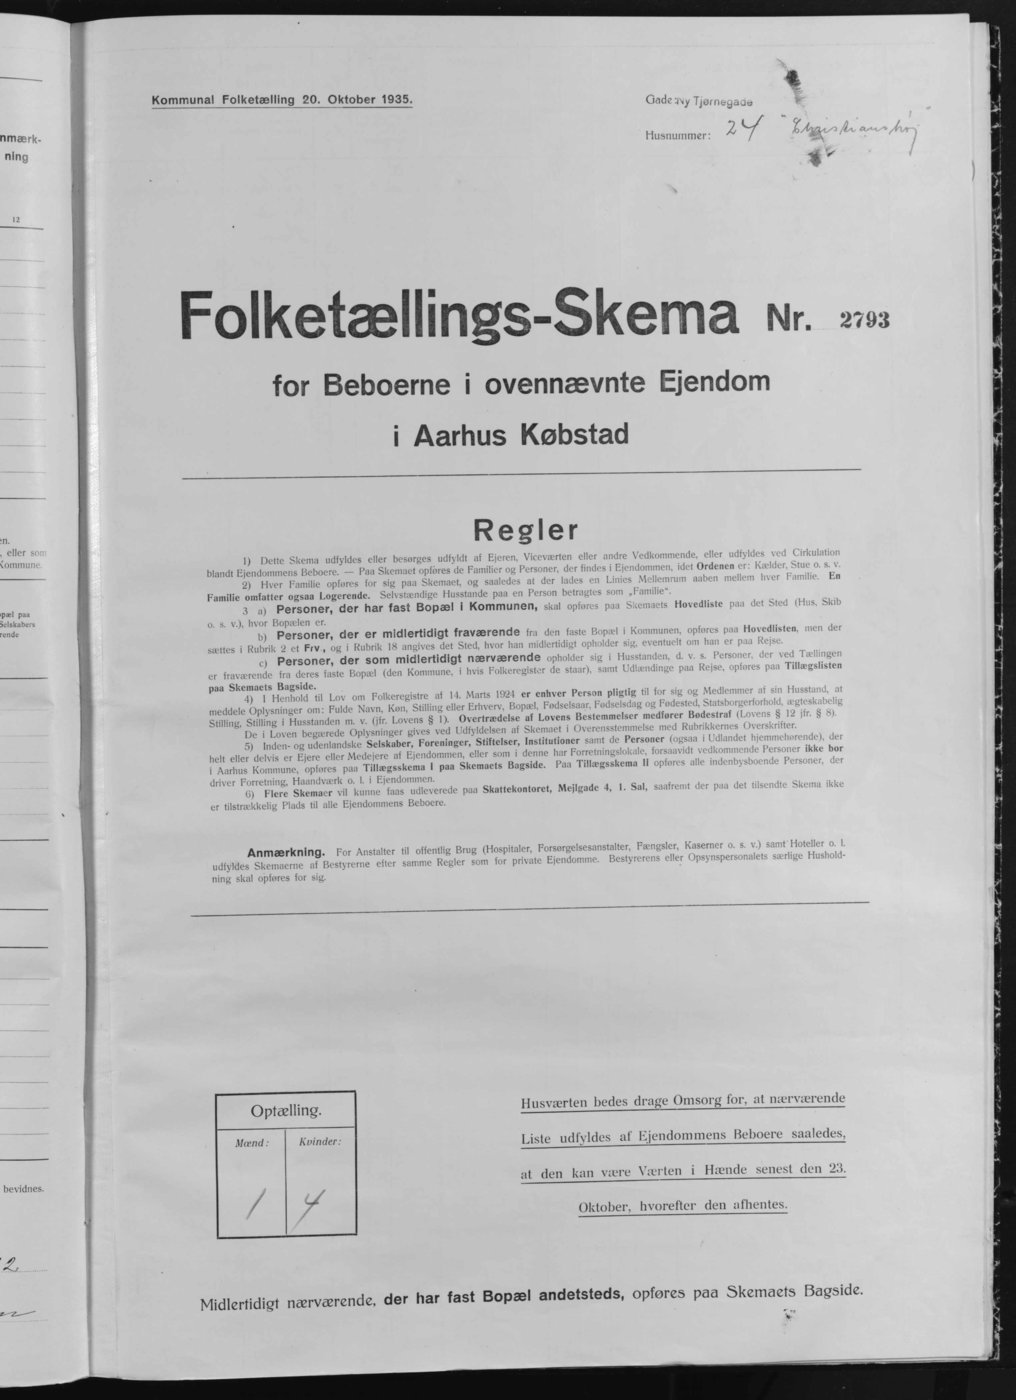 nmærk-
ning
12
en.
, eller som
Kommune.
opæl paa
Selskabers
rende
bevidnes.
2.
Kommunal Folketælling 20. Oktober 1935.
Gade: Ny Tjørnegade
Husnummer: 24 "Christianshøj"
Folketællings-Skema Nr. 2793
for Beboerne i ovennævnte Ejendom
i Aarhus Købstad
Regler
1) Dette Skema udfyldes eller besørges udfyldt af Ejeren, Viceværten eller andre Vedkommende, eller udfyldes ved Cirkulation
blandt Ejendommens Beboere. — Paa Skemaet opføres de Familier og Personer, der findes i Ejendommen, idet Ordenen er: Kælder, Stue o. s. v.
2) Hver Familie opføres for sig paa Skemaet, og saaledes at der lades en Linies Mellemrum aaben mellem hver Familie. En
Familie omfatter ogsaa Logerende. Selvstændige Husstande paa en Person betragtes som „Familie".
3 a) Personer, der har fast Bopæl i Kommunen, skal opføres paa Skemaets Hovedliste paa det Sted (Hus, Skib
o. s. v.), hvor Bopælen er.
b) Personer, der er midlertidigt fraværende fra den faste Bopæl i Kommunen, opføres paa Hovedlisten, men der
sættes i Rubrik 2 et Frv., og i Rubrik 18 angives det Sted, hvor han midlertidigt opholder sig, eventuelt om han er paa Rejse.
c) Personer, der som midlertidigt nærværende opholder sig i Husstanden, d. v. s. Personer, der ved Tællingen
er fraværende fra deres faste Bopæl (den Kommune, i hvis Folkeregister de staar), samt Udlændinge paa Rejse, opføres paa Tillægslisten
paa Skemaets Bagside.
4) I Henhold til Lov om Folkeregistre af 14. Marts 1924 er enhver Person pligtig til for sig og Medlemmer af sin Husstand, at
meddele Oplysninger om: Fulde Navn, Køn, Stilling eller Erhverv, Bopæl, Fødselsaar, Fødselsdag og Fødested, Statsborgerforhold, ægteskabelig
Stilling, Stilling i Husstanden m. v. (jfr. Lovens § 1). Overtrædelse af Lovens Bestemmelser medfører Bødestraf (Lovens § 12 jfr. § 8).
De i Loven begærede Oplysninger gives ved Udfyldelsen af Skemaet i Overensstemmelse med Rubrikkernes Overskrifter.
5) Inden- og udenlandske Selskaber, Foreninger, Stiftelser, Institutioner samt de Personer (ogsaa i Udlandet hjemmehørende), der
helt eller delvis er Ejere eller Medejere af Ejendommen, eller som i denne har Forretningslokale, forsaavidt vedkommende Personer ikke bor
i Aarhus Kommune, opføres paa Tillægsskema I paa Skemaets Bagside. Paa Tillægsskema II opføres alle indenbysboende Personer, der
driver Forretning, Haandværk o. l. i Ejendommen.
6) Flere Skemaer vil kunne faas udleverede paa Skattekontoret, Mejlgade 4, 1. Sal, saafremt der paa det tilsendte Skema ikke
er tilstrækkelig Plads til alle Ejendommens Beboere.
Anmærkning. For Anstalter til offentlig Brug (Hospitaler, Forsørgelsesanstalter, Fængsler, Kaserner o. s. v.) samt Hoteller o. l.
udfyldes Skemaerne af Bestyrerne efter samme Regler som for private Ejendomme. Bestyrerens eller Opsynspersonalets særlige Hushold-
ning skal opføres for sig.
Optælling.
Mænd: Kvinder:
1 4
Husværten bedes drage Omsorg for, at nærværende
Liste udfyldes af Ejendommens Beboere saaledes,
at den kan være Værten i Hænde senest den 23.
Oktober, hvorefter den afhentes.
Midlertidigt nærværende, der har fast Bopæl andetsteds, opføres paa Skemaets Bagside.